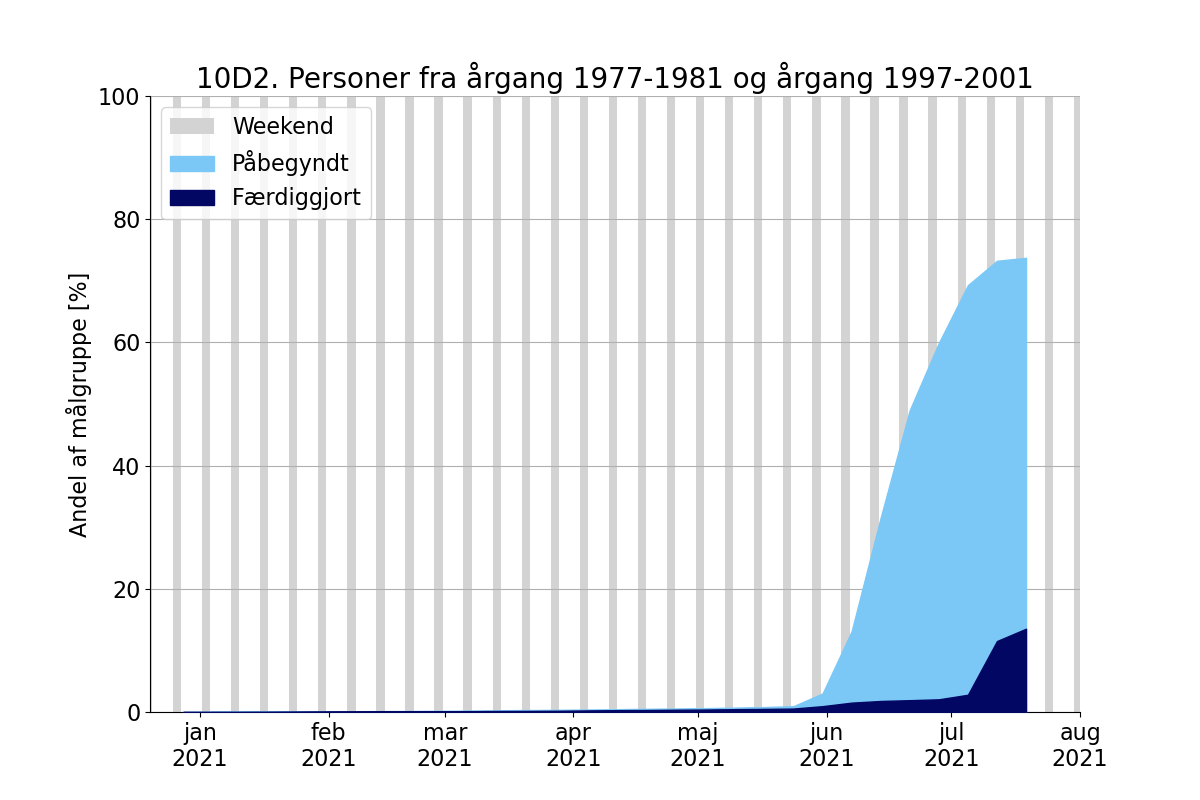 10D2. Personer fra årgang 1977-1981 og årgang 1997-2001
100
80
60
40
20
0
Andel af målgruppe [%]
Weekend
Påbegyndt
Færdiggjort
jan
2021
feb
2021
mar
2021
apr
2021
maj
2021
jun
2021
jul
2021
aug
2021